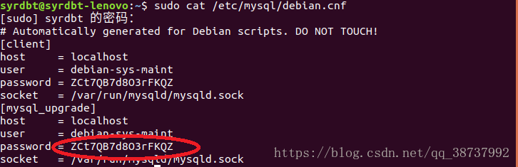 syrdbt@syrdbt-lenovo:~$ sudo cat /etc/mysql/debian.cnf
[sudo] syrdbt 的密码：
# Automatically generated for Debian scripts. DO NOT TOUCH!
[client]
host     = localhost
user     = debian-sys-maint
password = ZCt7QB7d8O3rFKQZ
socket   = /var/run/mysqld/mysqld.sock
[mysql_upgrade]
host     = localhost
user     = debian-sys-maint
password = ZCt7QB7d8O3rFKQZ
socket   = /var/run/mysqld/mysqld.sock
https://blog.csdn.net/qq_38737992